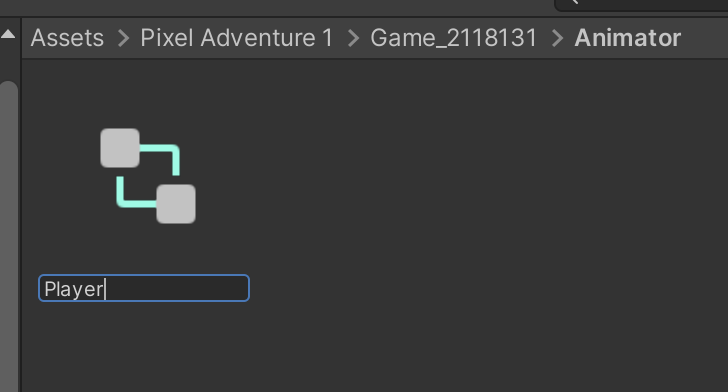 Assets > Pixel Adventure 1 > Game_2118131 > Animator
Player